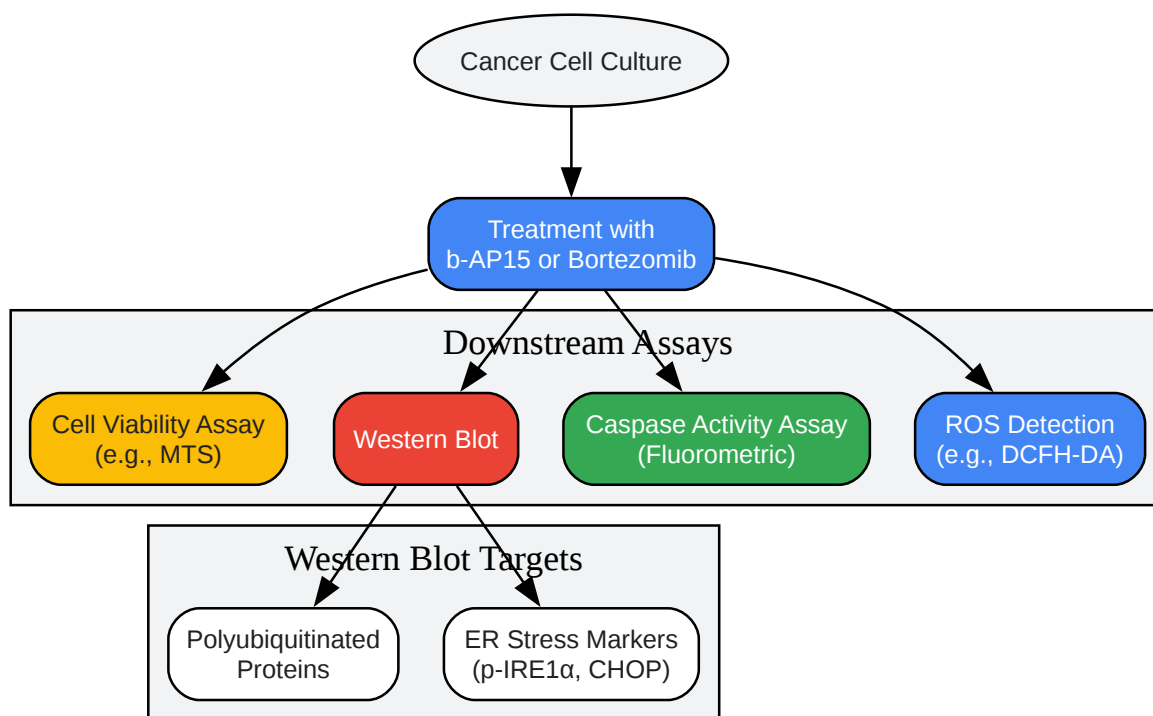 Cancer Cell Culture
Treatment with
b-AP15 or Bortezomib
Downstream Assays
Cell Viability Assay
(e.g., MTS)
Western Blot
Caspase Activity Assay
(Fluorometric)
ROS Detection
(e.g., DCFH-DA)
Western Blot Targets
Polyubiquitinated
Proteins
ER Stress Markers
(p-IRE1α, CHOP)